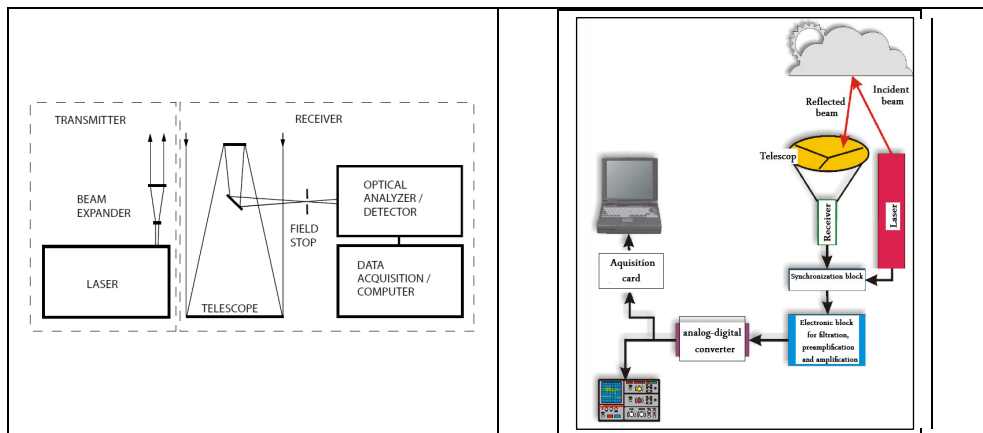 TRANSMITTER
RECEIVER
BEAM
EXPANDER
LASER
TELESCOPE
FIELD
STOP
OPTICAL
ANALYZER /
DETECTOR
DATA
ACQUISITION /
COMPUTER
Incident
beam
Reflected
beam
Telescop
Receiver
Laser
Synchronization block
Aquisition
card
analog-digital
converter
Electronic block
for filtration,
preamplification
and amplification